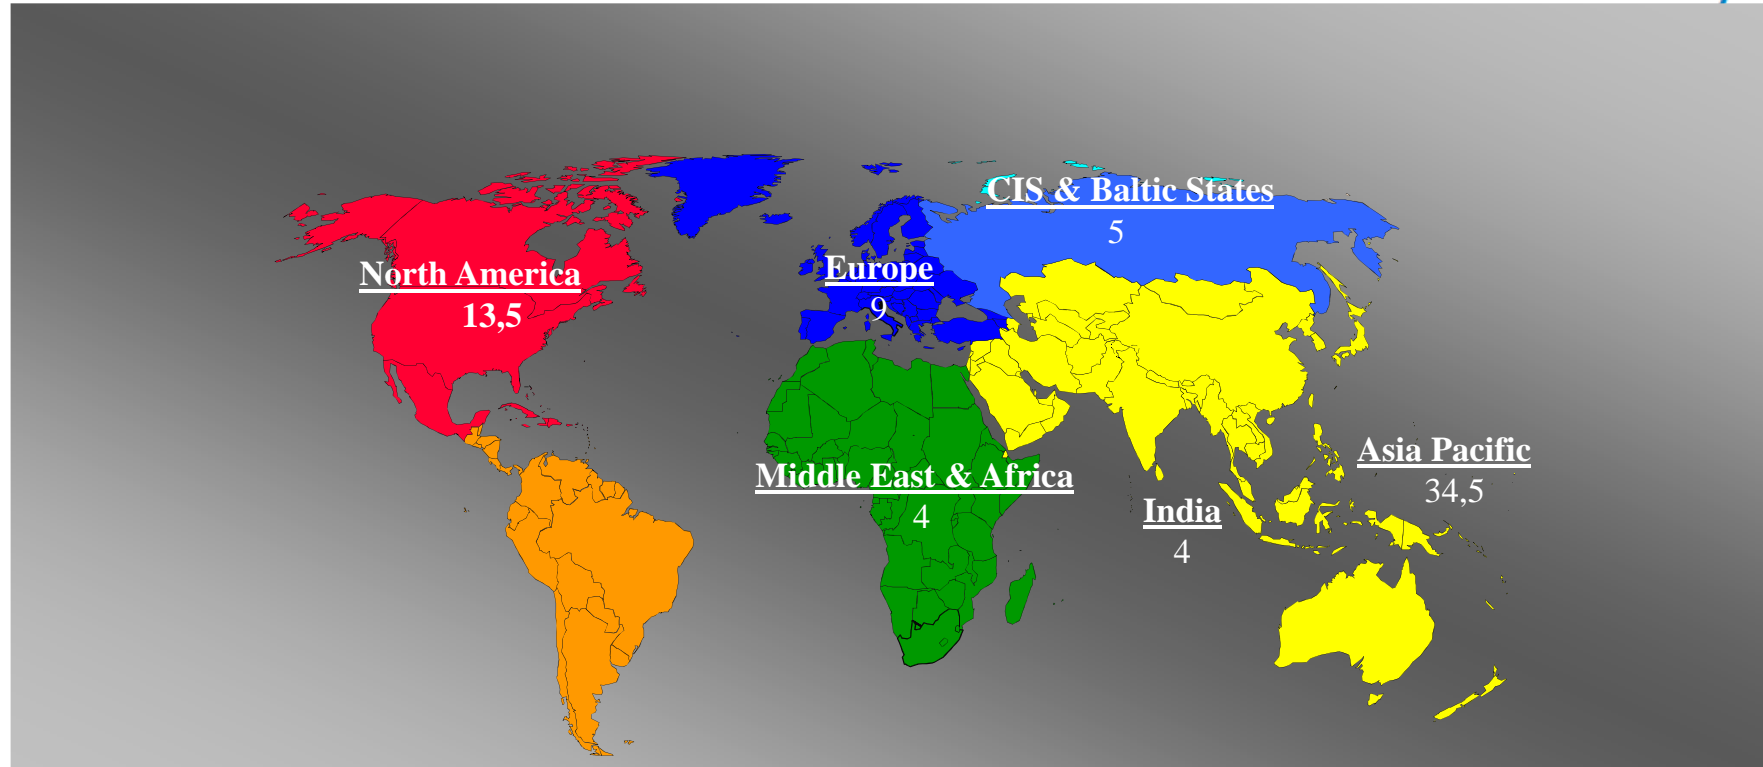 CIS & Baltic States
5
North America
13,5
Europe
9
Middle East & Africa
4
Asia Pacific
34,5
India
4